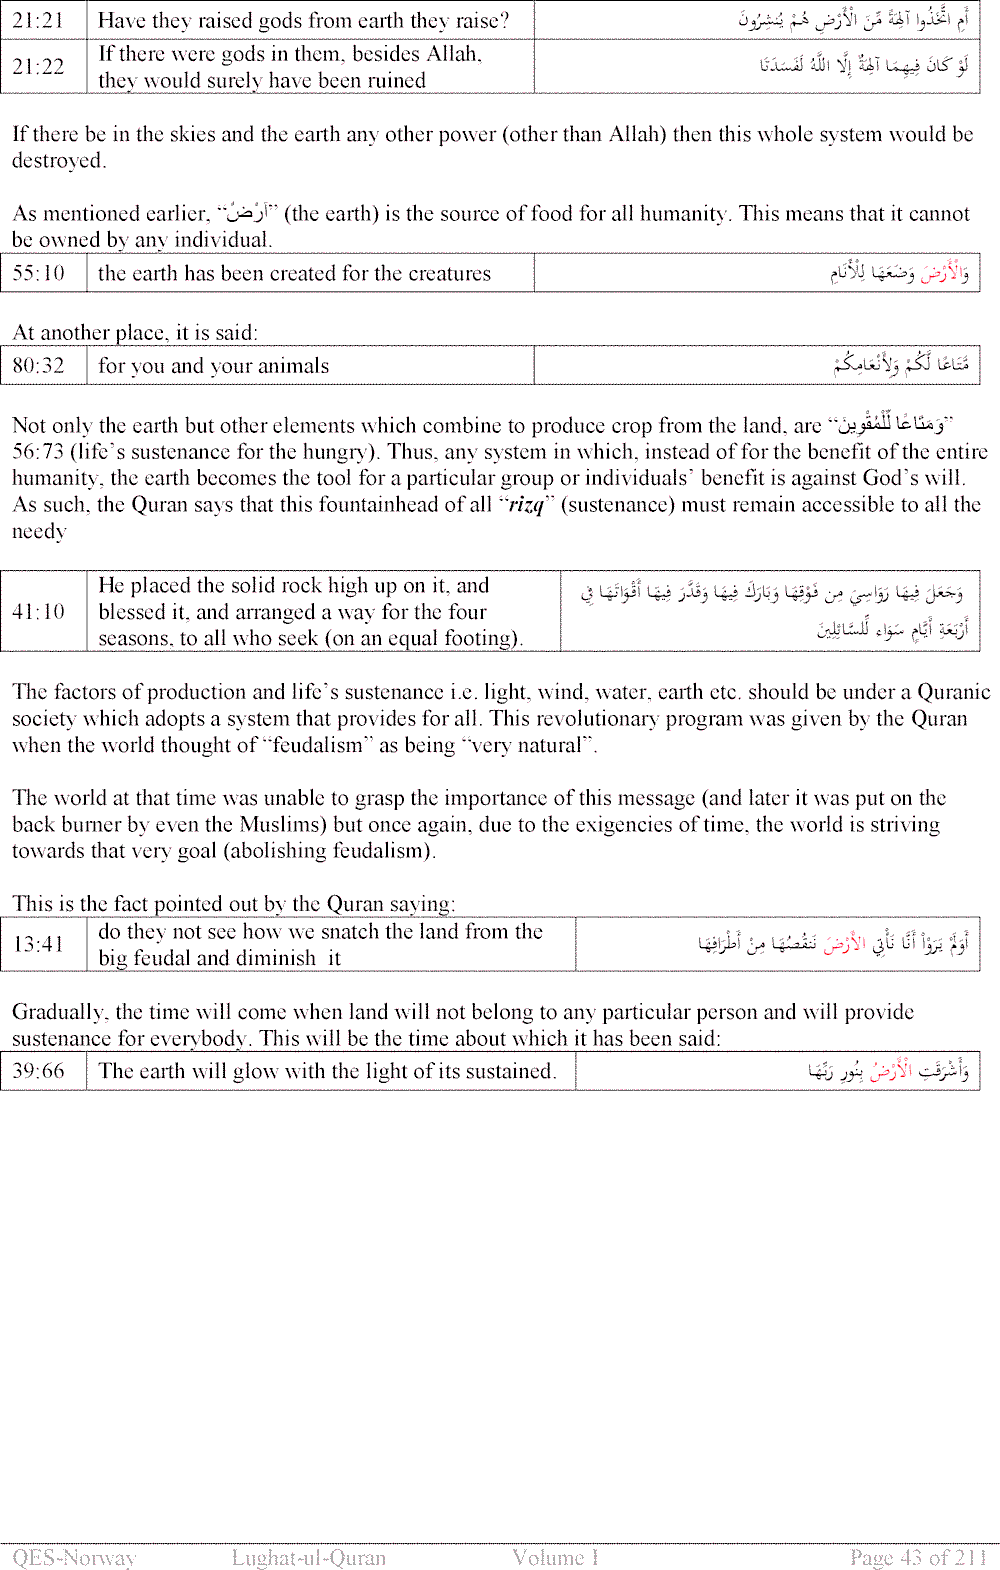 21:21 Have they raised gods from earth they raise? أَمِ اتَّخَذُوا آلِهَةً مِّنَ الْأَرْضِ هُمْ يُنشِرُونَ
21:22 If there were gods in them, besides Allah, لَوْ كَانَ فِيهِمَا آلِهَةٌ إِلَّا اللَّهُ لَفَسَدَتَا
they would surely have been ruined
If there be in the skies and the earth any other power (other than Allah) then this whole system would be
destroyed.
As mentioned earlier, “اَرْضٌ” (the earth) is the source of food for all humanity. This means that it cannot
be owned by any individual.
55:10 the earth has been created for the creatures وَالْأَرْضَ وَضَعَهَا لِلْأَنَامِ
At another place, it is said:
80:32 for you and your animals مَّتَاعًا لَّكُمْ وَلِأَنْعَامِكُمْ
Not only the earth but other elements which combine to produce crop from the land, are “وَمَتَاعًا لِّلْمُقْوِينَ”
56:73 (life’s sustenance for the hungry). Thus, any system in which, instead of for the benefit of the entire
humanity, the earth becomes the tool for a particular group or individuals’ benefit is against God’s will.
As such, the Quran says that this fountainhead of all “rizq” (sustenance) must remain accessible to all the
needy
41:10 He placed the solid rock high up on it, and وَجَعَلَ فِيهَا رَوَاسِيَ مِن فَوْقِهَا وَبَارَكَ فِيهَا وَقَدَّرَ فِيهَا أَقْوَاتَهَا فِي
blessed it, and arranged a way for the four أَرْبَعَةِ أَيَّامٍ سَوَاء لِّلسَّائِلِينَ
seasons, to all who seek (on an equal footing).
The factors of production and life’s sustenance i.e. light, wind, water, earth etc. should be under a Quranic
society which adopts a system that provides for all. This revolutionary program was given by the Quran
when the world thought of “feudalism” as being “very natural”.
The world at that time was unable to grasp the importance of this message (and later it was put on the
back burner by even the Muslims) but once again, due to the exigencies of time, the world is striving
towards that very goal (abolishing feudalism).
This is the fact pointed out by the Quran saying:
13:41 do they not see how we snatch the land from the أَوَلَمْ يَرَوْاْ أَنَّا نَأْتِي الأَرْضَ نَنقُصُهَا مِنْ أَطْرَافِهَا
big feudal and diminish it
Gradually, the time will come when land will not belong to any particular person and will provide
sustenance for everybody. This will be the time about which it has been said:
39:66 The earth will glow with the light of its sustained. وَأَشْرَقَتِ الْأَرْضُ بِنُورِ رَبِّهَا
QES-Norway Lughat-ul-Quran Volume I Page 43 of 211